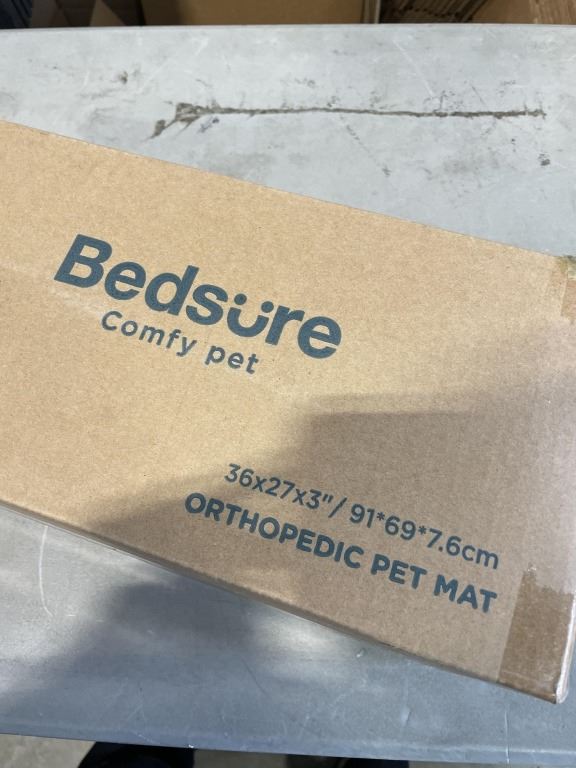 Bedsure
Comfy pet
36x27x3"/ 91*69*7.6cm
ORTHOPEDIC PET MAT